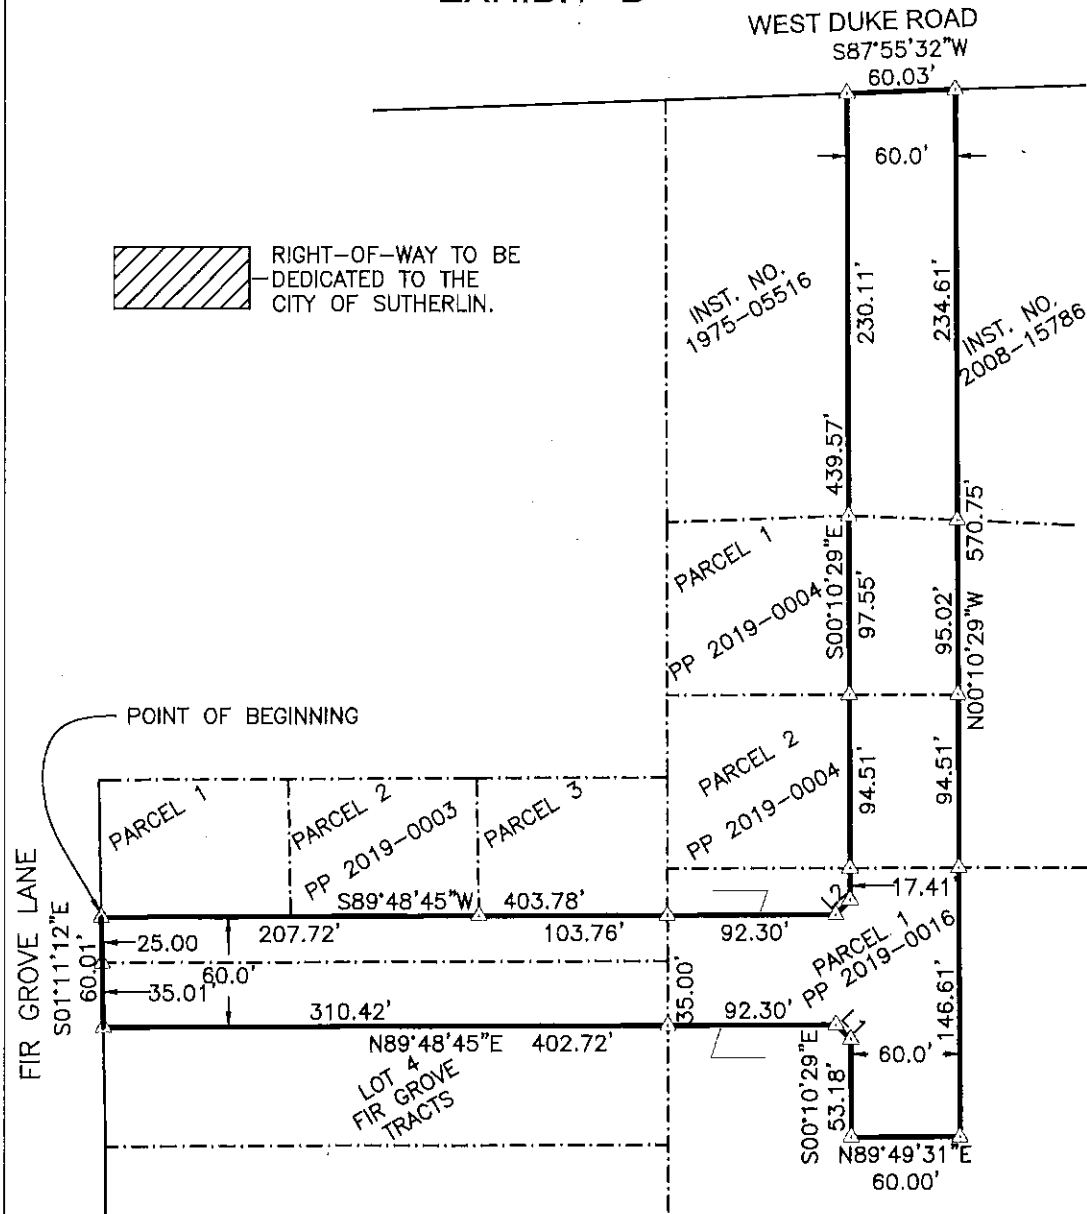 WEST DUKE ROAD
S87°55'32"W
60.03'
60.0'
RIGHT-OF-WAY TO BE
DEDICATED TO THE
CITY OF SUTHERLIN.
INST. NO.
1975-05516
230.11'
234.61'
INST. NO.
2008-15786
S00°10'29"E 439.57'
N00°10'29"W 570.75'
PARCEL 1
PP 2019-0004
97.55'
95.02'
POINT OF BEGINNING
PARCEL 2
PP 2019-0004
94.51'
94.51'
PARCEL 1
PARCEL 2
PP 2019-0003
PARCEL 3
FIR GROVE LANE
S01°11'12"E
60.01'
S89°48'45"W 403.78'
L2
17.41'
25.00
207.72'
103.76'
92.30'
PARCEL 1
PP 2019-0016
60.0'
35.01'
35.00'
146.61'
310.42'
92.30'
L1
N89°48'45"E 402.72'
60.0'
LOT 4
FIR GROVE
TRACTS
S00°10'29"E
53.18'
N89°49'31"E
60.00'